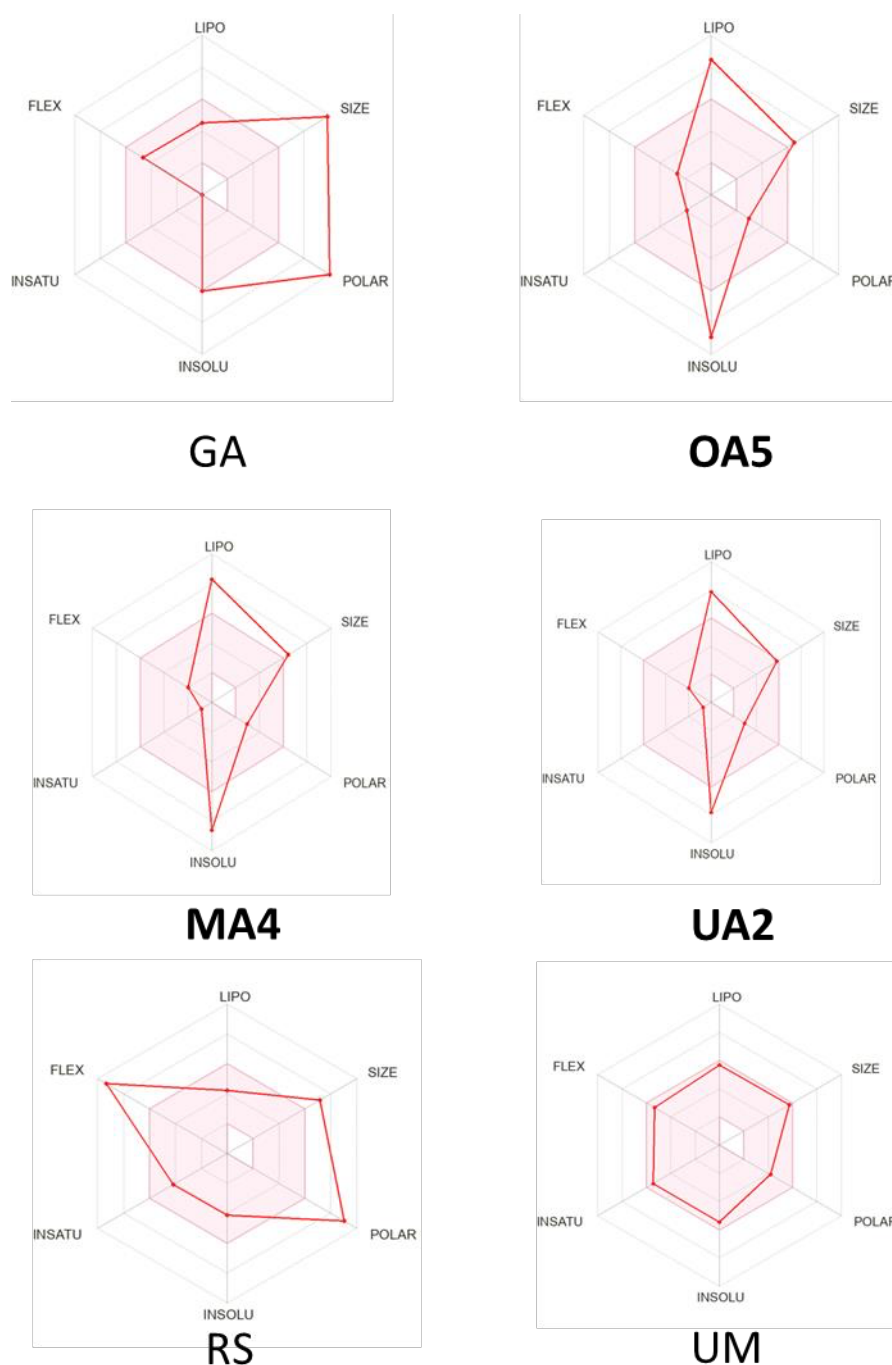 LIPO
FLEX
SIZE
INSATU
POLAR
INSOLU
GA
LIPO
FLEX
SIZE
INSATU
POLAR
INSOLU
OA5
LIPO
FLEX
SIZE
INSATU
POLAR
INSOLU
MA4
LIPO
FLEX
SIZE
INSATU
POLAR
INSOLU
UA2
LIPO
FLEX
SIZE
INSATU
POLAR
INSOLU
RS
LIPO
FLEX
SIZE
INSATU
POLAR
INSOLU
UM